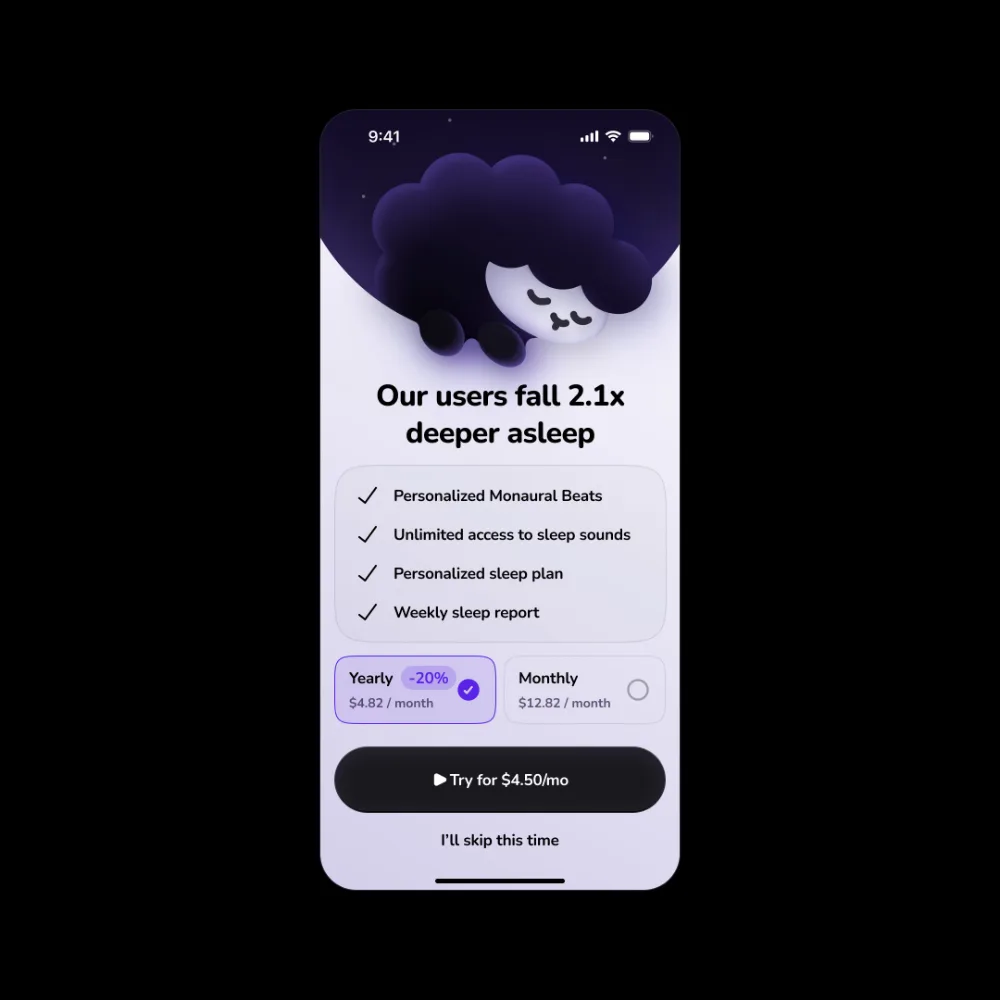 9:41
Our users fall 2.1x
deeper asleep
Personalized Monaural Beats
Unlimited access to sleep sounds
Personalized sleep plan
Weekly sleep report
Yearly -20%
$4.82 / month
Monthly
$12.82 / month
Try for $4.50/mo
I'll skip this time